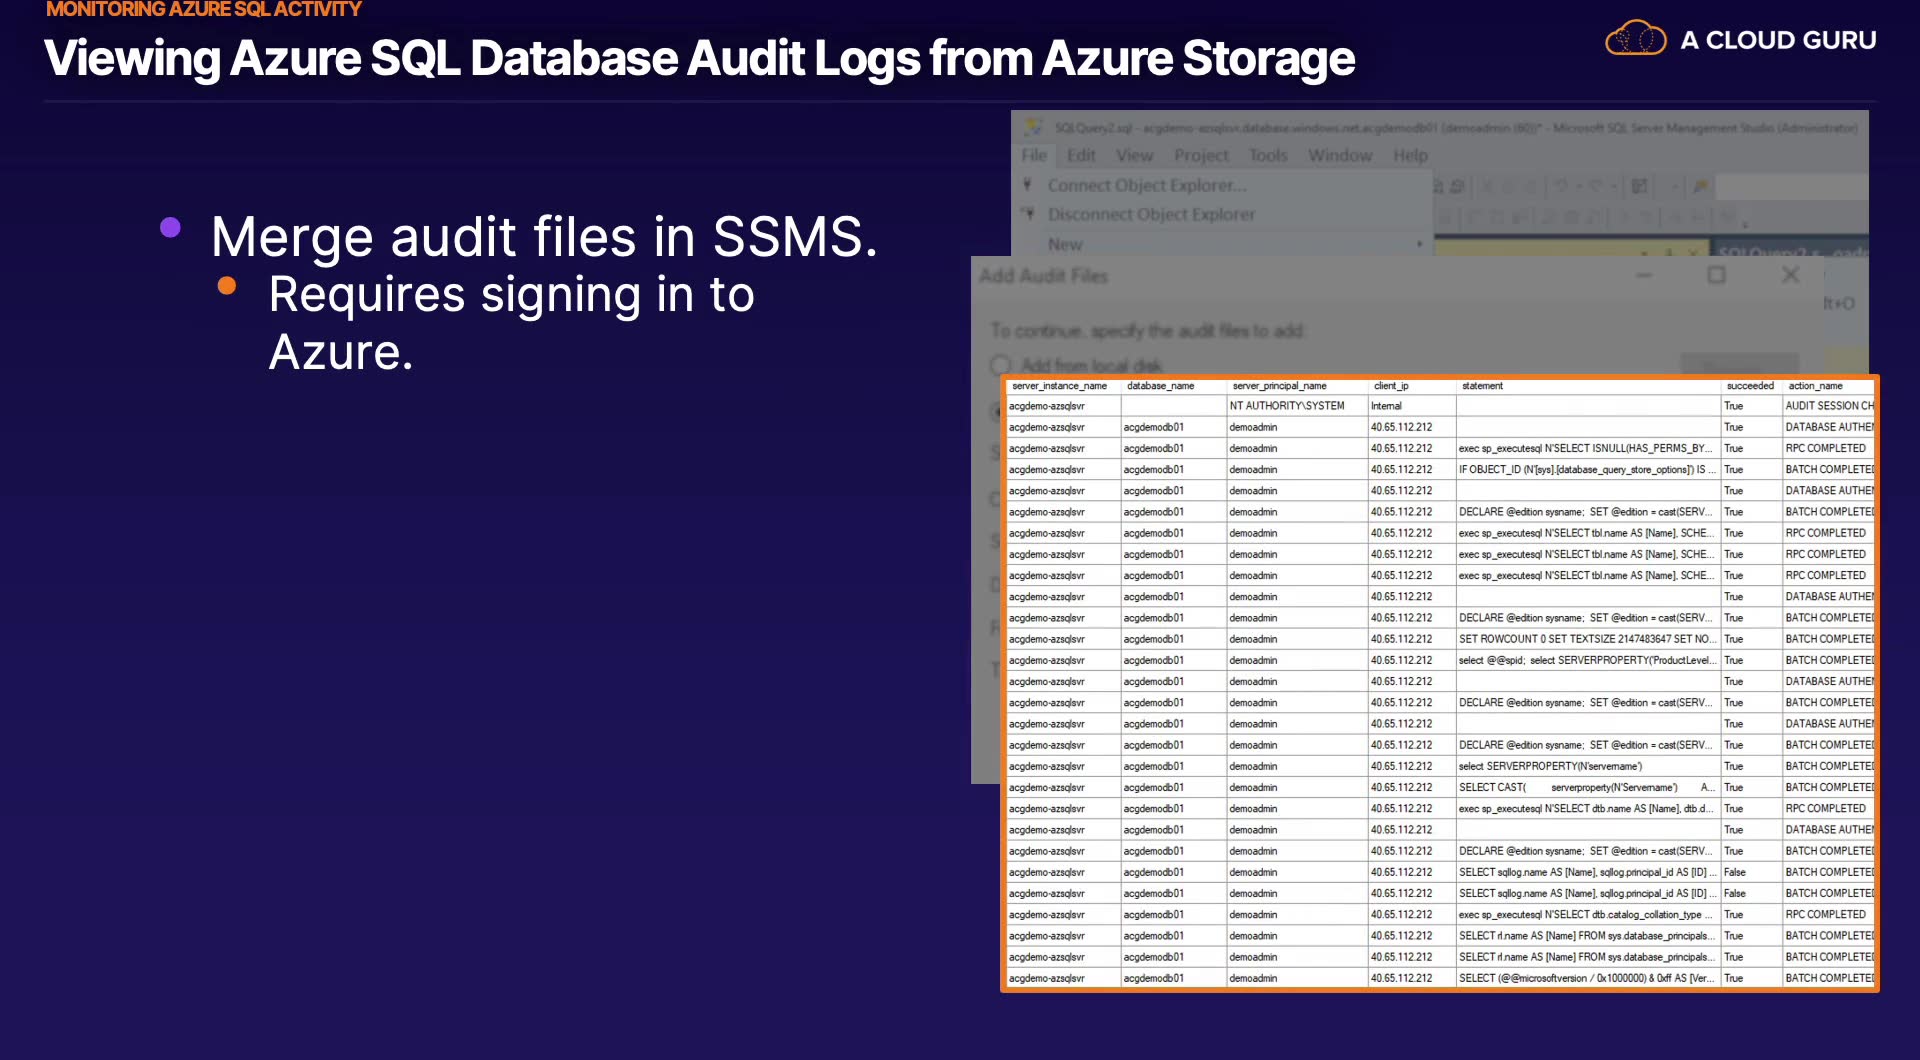 MONITORING AZURE SQL ACTIVITY
Viewing Azure SQL Database Audit Logs from Azure Storage
A CLOUD GURU
• Merge audit files in SSMS.
• Requires signing in to
Azure.
SQLQuery2.sql - acgdemo-azsqlsvr.database.windows.net.acgdemodb01 (demoadmin (60))* - Microsoft SQL Server Management Studio (Administrator)
File Edit View Project Tools Window Help
Connect Object Explorer...
Disconnect Object Explorer
New
Add Audit Files
To continue, specify the audit files to add:
Add from local disk
server_instance_name database_name server_principal_name client_ip statement succeeded action_name
acgdemo-azsqlsvr NT AUTHORITY\SYSTEM Internal True AUDIT SESSION CH
acgdemo-azsqlsvr acgdemodb01 demoadmin 40.65.112.212 True DATABASE AUTHEN
acgdemo-azsqlsvr acgdemodb01 demoadmin 40.65.112.212 exec sp_executesql N'SELECT ISNULL(HAS_PERMS_BY... True RPC COMPLETED
acgdemo-azsqlsvr acgdemodb01 demoadmin 40.65.112.212 IF OBJECT_ID (N'[sys].[database_query_store_options]') IS ... True BATCH COMPLETED
acgdemo-azsqlsvr acgdemodb01 demoadmin 40.65.112.212 True DATABASE AUTHEN
acgdemo-azsqlsvr acgdemodb01 demoadmin 40.65.112.212 DECLARE @edition sysname; SET @edition = cast(SERV... True BATCH COMPLETED
acgdemo-azsqlsvr acgdemodb01 demoadmin 40.65.112.212 exec sp_executesql N'SELECT tbl.name AS [Name], SCHE... True RPC COMPLETED
acgdemo-azsqlsvr acgdemodb01 demoadmin 40.65.112.212 exec sp_executesql N'SELECT tbl.name AS [Name], SCHE... True RPC COMPLETED
acgdemo-azsqlsvr acgdemodb01 demoadmin 40.65.112.212 exec sp_executesql N'SELECT tbl.name AS [Name], SCHE... True RPC COMPLETED
acgdemo-azsqlsvr acgdemodb01 demoadmin 40.65.112.212 True DATABASE AUTHEN
acgdemo-azsqlsvr acgdemodb01 demoadmin 40.65.112.212 DECLARE @edition sysname; SET @edition = cast(SERV... True BATCH COMPLETED
acgdemo-azsqlsvr acgdemodb01 demoadmin 40.65.112.212 SET ROWCOUNT 0 SET TEXTSIZE 2147483647 SET NO... True BATCH COMPLETED
acgdemo-azsqlsvr acgdemodb01 demoadmin 40.65.112.212 select @@spid; select SERVERPROPERTY('ProductLevel... True BATCH COMPLETED
acgdemo-azsqlsvr acgdemodb01 demoadmin 40.65.112.212 True DATABASE AUTHEN
acgdemo-azsqlsvr acgdemodb01 demoadmin 40.65.112.212 DECLARE @edition sysname; SET @edition = cast(SERV... True BATCH COMPLETED
acgdemo-azsqlsvr acgdemodb01 demoadmin 40.65.112.212 True DATABASE AUTHEN
acgdemo-azsqlsvr acgdemodb01 demoadmin 40.65.112.212 DECLARE @edition sysname; SET @edition = cast(SERV... True BATCH COMPLETED
acgdemo-azsqlsvr acgdemodb01 demoadmin 40.65.112.212 select SERVERPROPERTY(N'servername') True BATCH COMPLETED
acgdemo-azsqlsvr acgdemodb01 demoadmin 40.65.112.212 SELECT CAST( serverproperty(N'Servername') A... True BATCH COMPLETED
acgdemo-azsqlsvr acgdemodb01 demoadmin 40.65.112.212 exec sp_executesql N'SELECT dtb.name AS [Name], dtb.d... True RPC COMPLETED
acgdemo-azsqlsvr acgdemodb01 demoadmin 40.65.112.212 True DATABASE AUTHEN
acgdemo-azsqlsvr acgdemodb01 demoadmin 40.65.112.212 DECLARE @edition sysname; SET @edition = cast(SERV... True BATCH COMPLETED
acgdemo-azsqlsvr acgdemodb01 demoadmin 40.65.112.212 SELECT sqllog.name AS [Name], sqllog.principal_id AS [ID] ... False BATCH COMPLETED
acgdemo-azsqlsvr acgdemodb01 demoadmin 40.65.112.212 SELECT sqllog.name AS [Name], sqllog.principal_id AS [ID] ... False BATCH COMPLETED
acgdemo-azsqlsvr acgdemodb01 demoadmin 40.65.112.212 exec sp_executesql N'SELECT dtb.catalog_collation_type ... True RPC COMPLETED
acgdemo-azsqlsvr acgdemodb01 demoadmin 40.65.112.212 SELECT rl.name AS [Name] FROM sys.database_principals... True BATCH COMPLETED
acgdemo-azsqlsvr acgdemodb01 demoadmin 40.65.112.212 SELECT rl.name AS [Name] FROM sys.database_principals... True BATCH COMPLETED
acgdemo-azsqlsvr acgdemodb01 demoadmin 40.65.112.212 SELECT (@@microsoftversion / 0x1000000) & 0xff AS [Ver... True BATCH COMPLETED